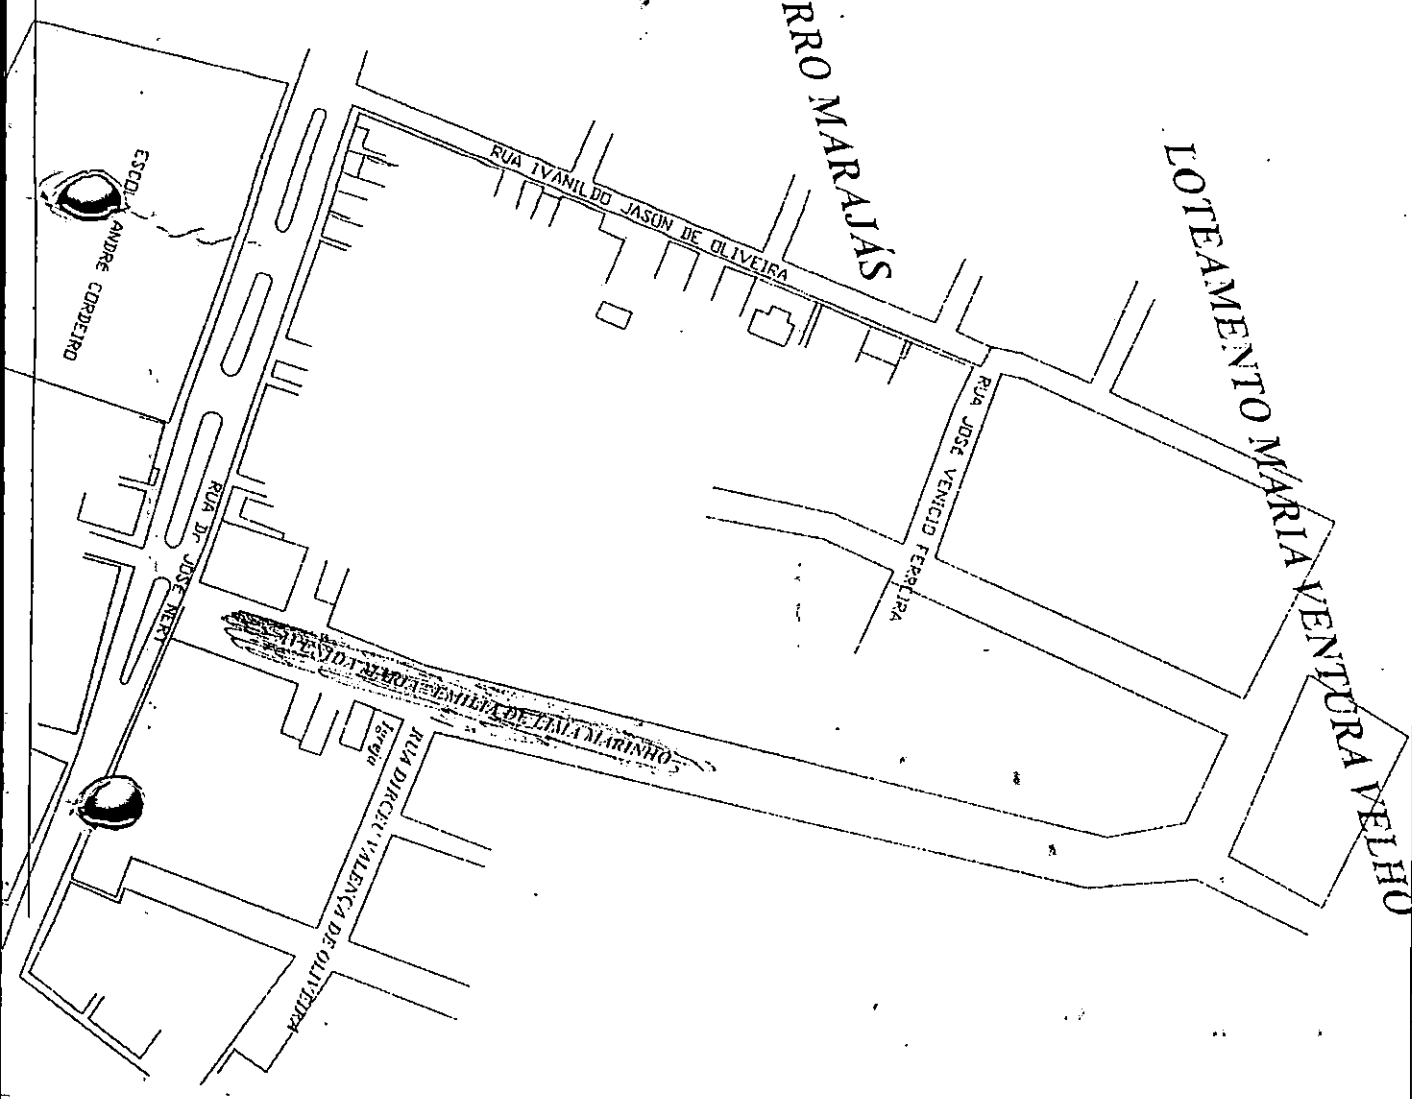 RRO MARAJÁS
LOTEAMENTO MARIA VENTURA VELHO
RUA IVANILDO JASON DE OLIVEIRA
ANDRÉ CORDEIRO
RUA JOSÉ VENICIO FERREIRA
RUA Dr JOSÉ NERY
MARIA EMILIA DE LIMA MARINHO
Igreja
RUA DIRCEU VALENÇA DE OLIVEIRA